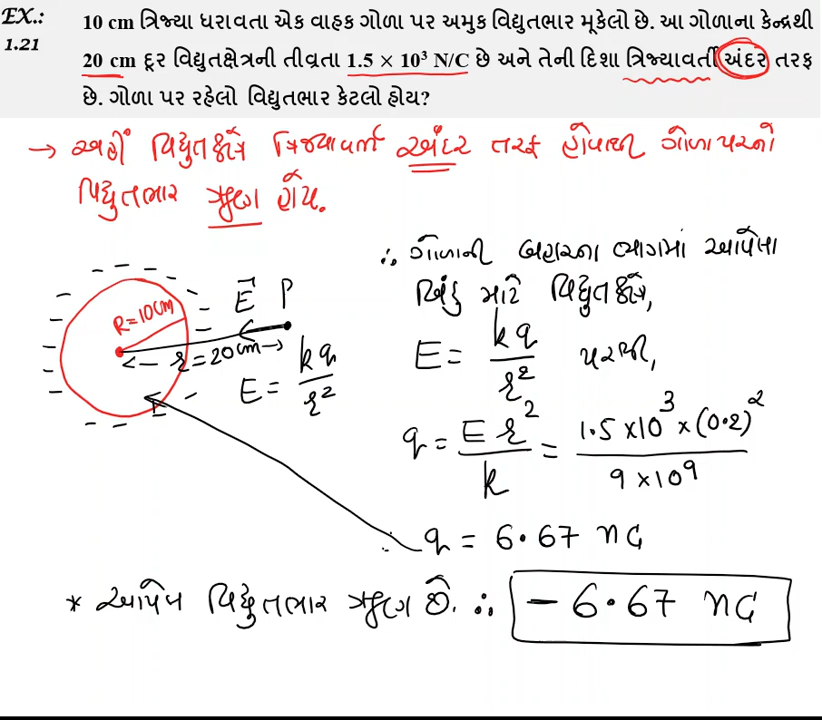 EX.: 1.21
10 cm ત્રિજ્યા ધરાવતા એક વાહક ગોળા પર અમુક વિદ્યુતભાર મૂકેલો છે. આ ગોળાના કેન્દ્રથી
20 cm દૂર વિદ્યુતક્ષેત્રની તીવ્રતા 1.5 × 10³ N/C છે અને તેની દિશા ત્રિજ્યાવર્તી અંદર તરફ
છે. ગોળા પર રહેલો વિદ્યુતભાર કેટલો હોય?
→ અહીં વિદ્યુતક્ષેત્ર ત્રિજ્યાવર્તી અંદર તરફ હોવાથી ગોળા પરનો
વિદ્યુતભાર ઋણ હોય.
∴ ગોળાની બહારના ભાગમાં આપેલા
બિંદુ માટે વિદ્યુતક્ષેત્ર,
E P
R=10cm
r=20cm
E = kq/r²
E = kq/r² પરથી,
q = E r²/k = 1.5×10³×(0.2)²/9×10⁹
q = 6.67 nC
* આપેલ વિદ્યુતભાર ઋણ છે. ∴ -6.67 nC